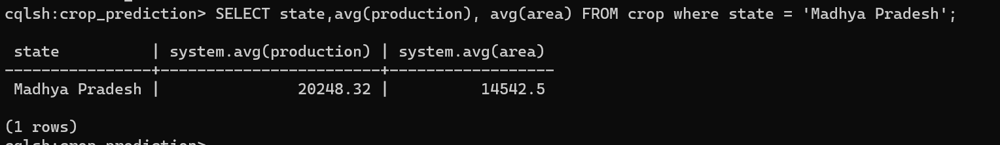 cqlsh:crop_prediction> SELECT state,avg(production), avg(area) FROM crop where state = 'Madhya Pradesh';
 state          | system.avg(production) | system.avg(area)
----------------+------------------------+------------------
 Madhya Pradesh |               20248.32 |          14542.5
(1 rows)
cqlsh:crop_prediction>